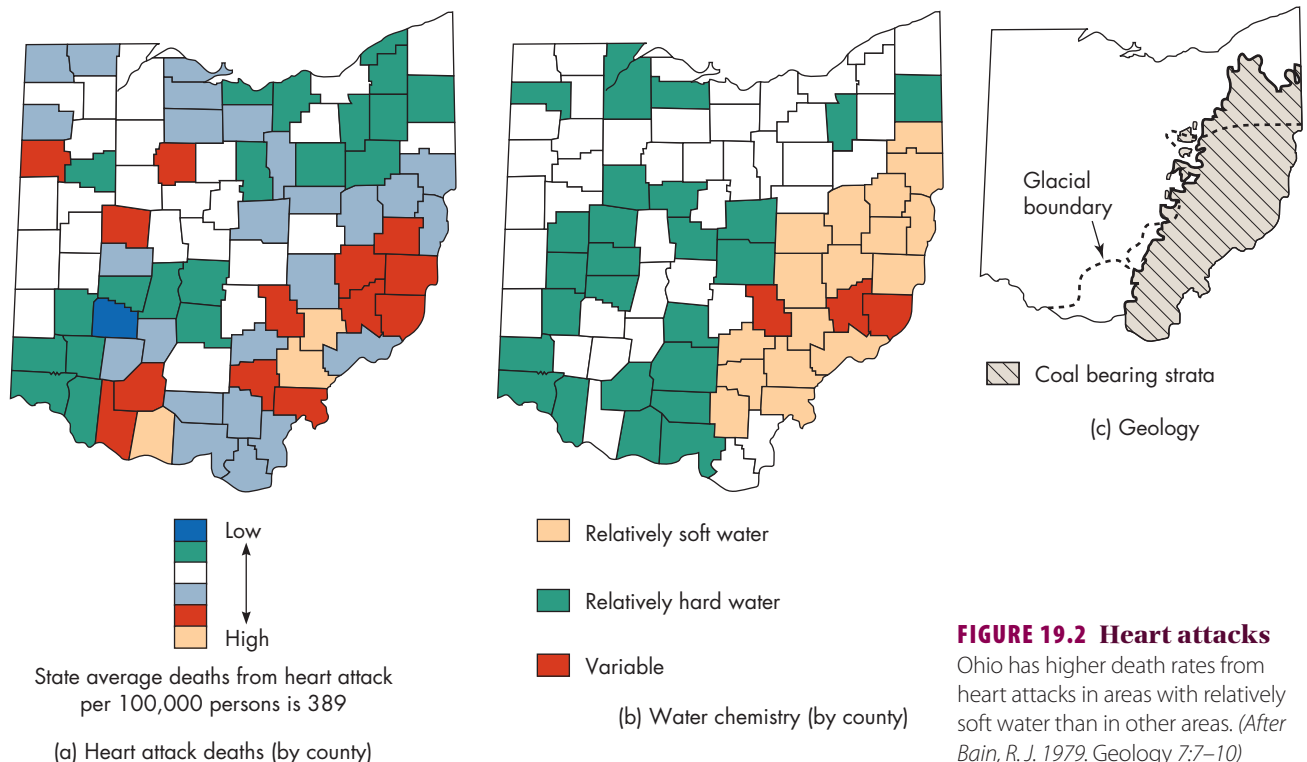 Low
High
State average deaths from heart attack
per 100,000 persons is 389
(a) Heart attack deaths (by county)
Relatively soft water
Relatively hard water
Variable
(b) Water chemistry (by county)
Glacial
boundary
Coal bearing strata
(c) Geology
FIGURE 19.2 Heart attacks
Ohio has higher death rates from
heart attacks in areas with relatively
soft water than in other areas. (After
Bain, R. J. 1979. Geology 7:7–10)